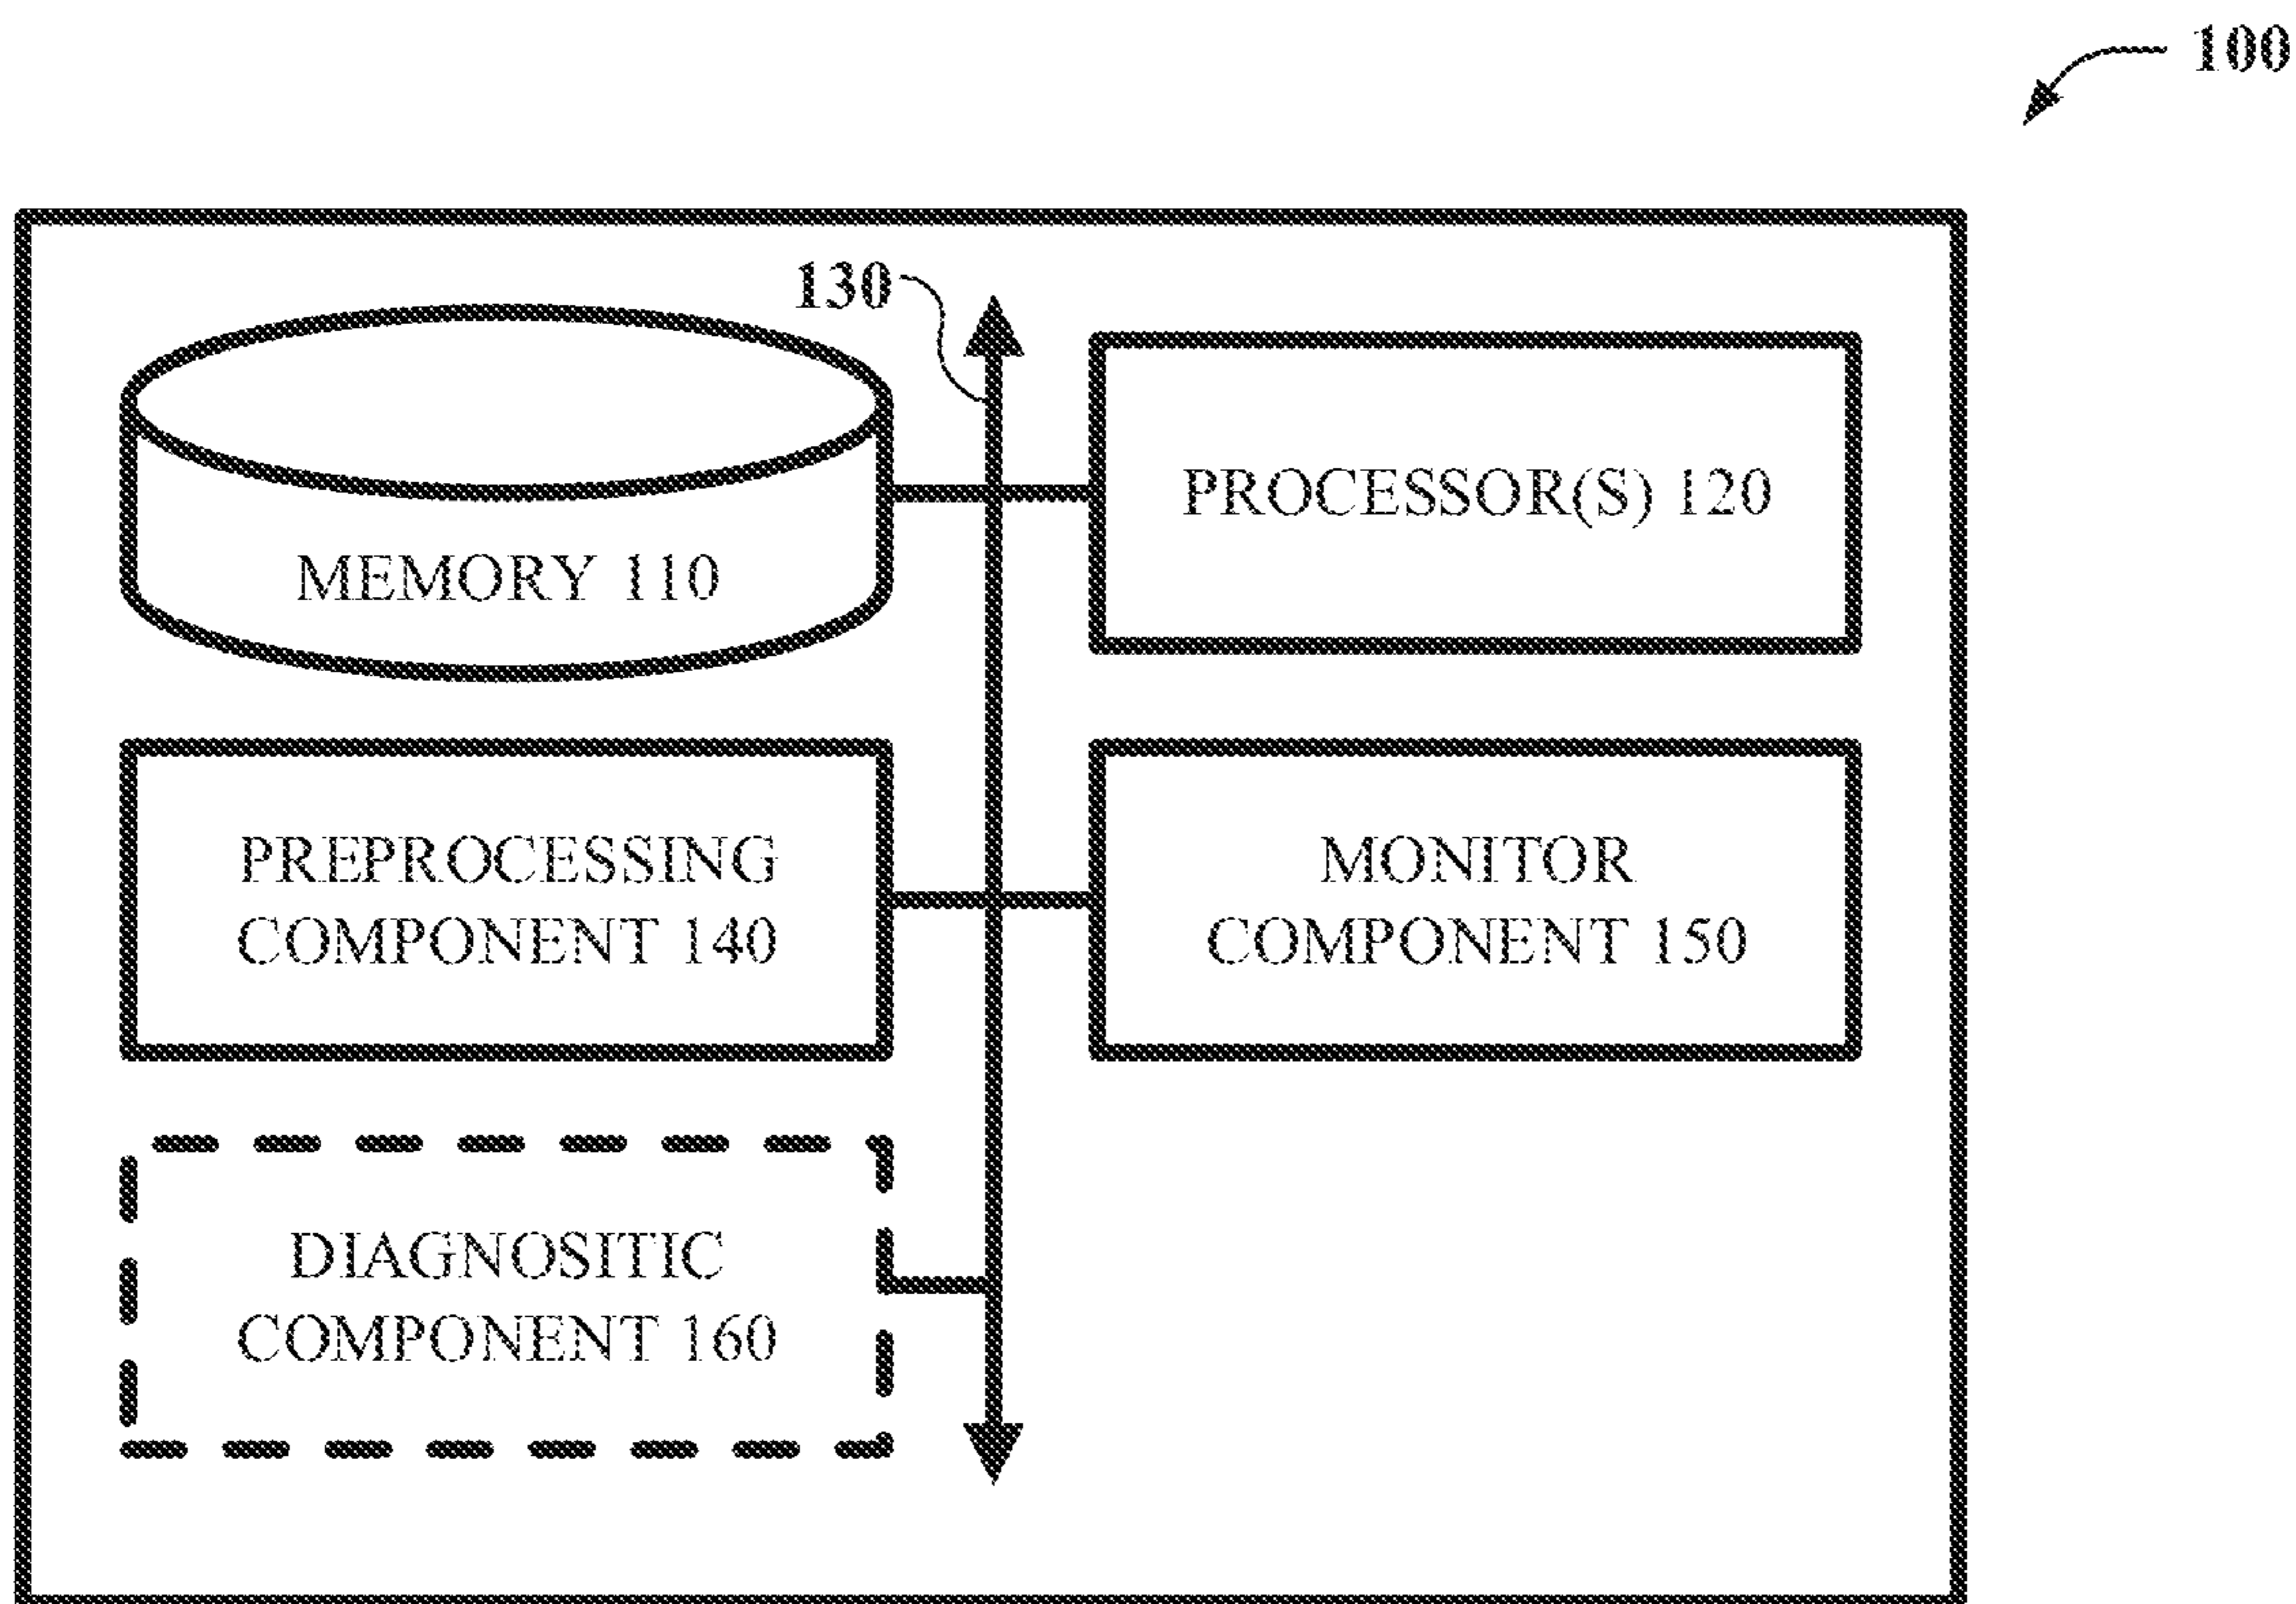 100
130
MEMORY 110
PROCESSOR(S) 120
PREPROCESSING
COMPONENT 140
MONITOR
COMPONENT 150
DIAGNOSITIC
COMPONENT 160